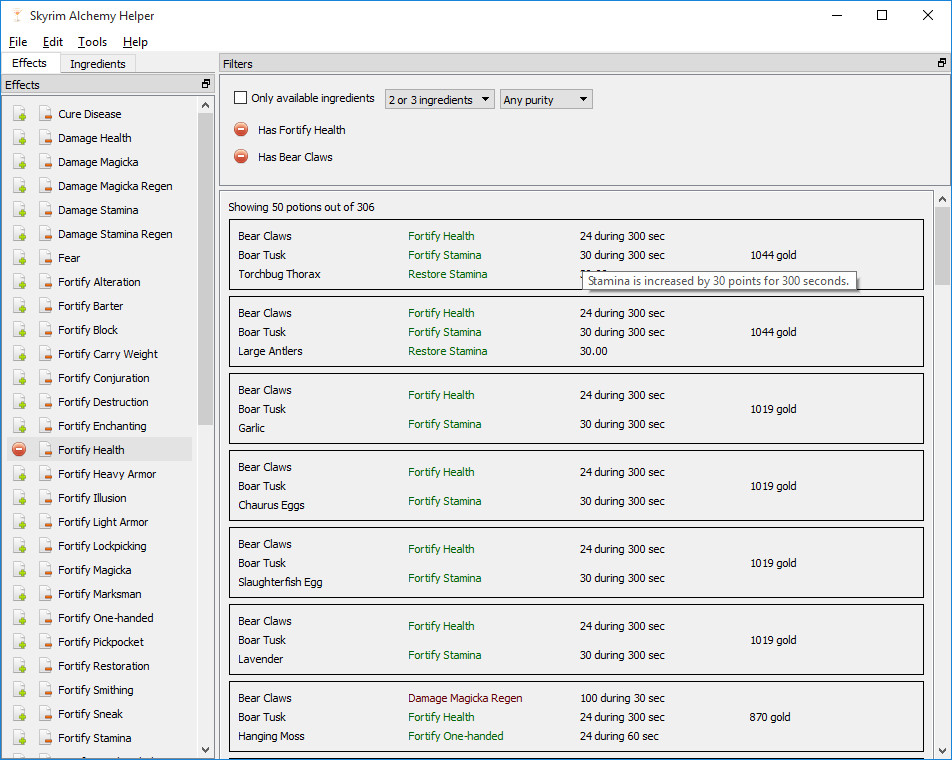 Skyrim Alchemy Helper
File Edit Tools Help
Effects Ingredients
Effects
Cure Disease
Damage Health
Damage Magicka
Damage Magicka Regen
Damage Stamina
Damage Stamina Regen
Fear
Fortify Alteration
Fortify Barter
Fortify Block
Fortify Carry Weight
Fortify Conjuration
Fortify Destruction
Fortify Enchanting
Fortify Health
Fortify Heavy Armor
Fortify Illusion
Fortify Light Armor
Fortify Lockpicking
Fortify Magicka
Fortify Marksman
Fortify One-handed
Fortify Pickpocket
Fortify Restoration
Fortify Smithing
Fortify Sneak
Fortify Stamina
Filters
Only available ingredients 2 or 3 ingredients Any purity
Has Fortify Health
Has Bear Claws
Showing 50 potions out of 306
Bear Claws Fortify Health 24 during 300 sec
Boar Tusk Fortify Stamina 30 during 300 sec 1044 gold
Torchbug Thorax Restore Stamina
Stamina is increased by 30 points for 300 seconds.
Bear Claws Fortify Health 24 during 300 sec
Boar Tusk Fortify Stamina 30 during 300 sec 1044 gold
Large Antlers Restore Stamina 30.00
Bear Claws
Fortify Health 24 during 300 sec
Boar Tusk 1019 gold
Fortify Stamina 30 during 300 sec
Garlic
Bear Claws
Fortify Health 24 during 300 sec
Boar Tusk 1019 gold
Fortify Stamina 30 during 300 sec
Chaurus Eggs
Bear Claws
Fortify Health 24 during 300 sec
Boar Tusk 1019 gold
Fortify Stamina 30 during 300 sec
Slaughterfish Egg
Bear Claws
Fortify Health 24 during 300 sec
Boar Tusk 1019 gold
Fortify Stamina 30 during 300 sec
Lavender
Bear Claws Damage Magicka Regen 100 during 30 sec
Boar Tusk Fortify Health 24 during 300 sec 870 gold
Hanging Moss Fortify One-handed 24 during 60 sec